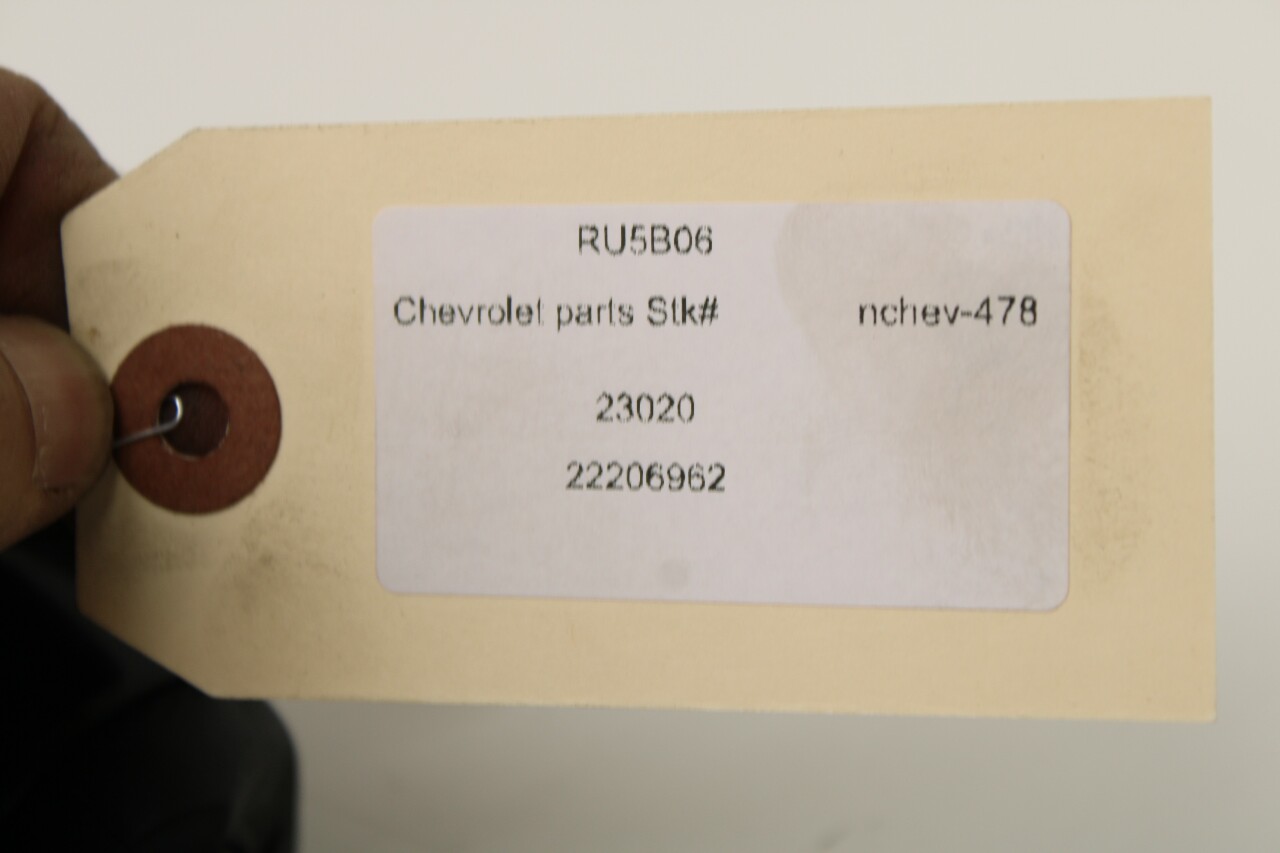 RU5B06
Chevrolet parts Stk# nchev-478
23020
22206962